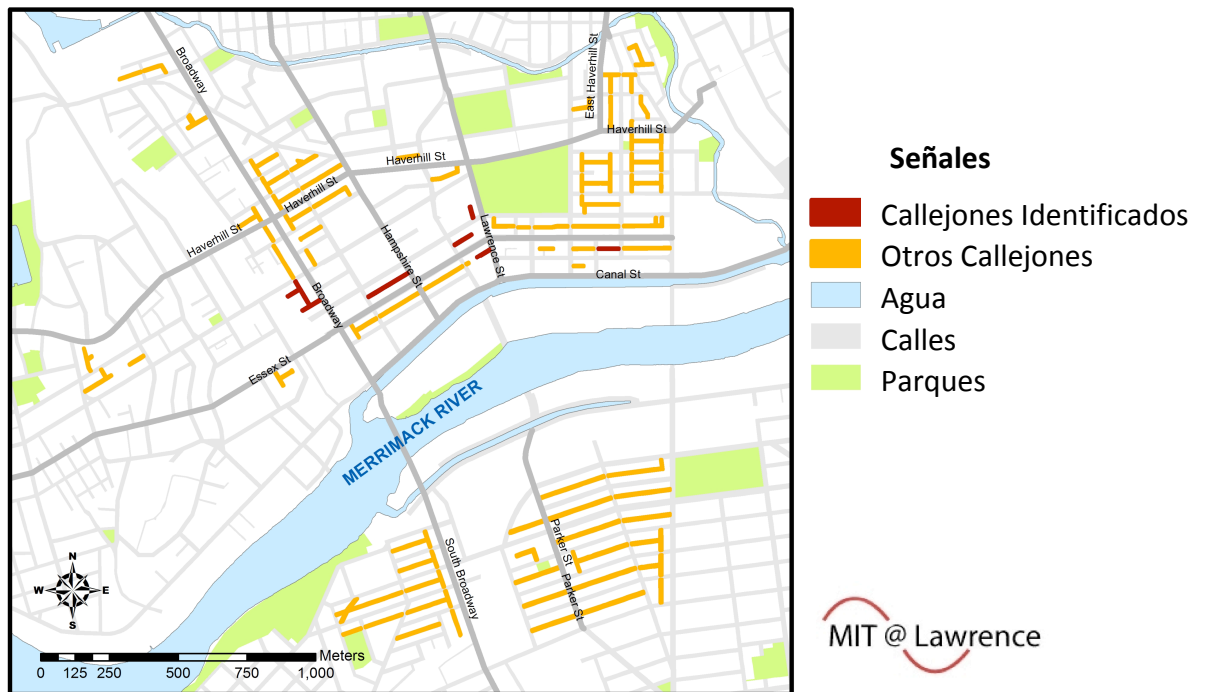 Broadway
East Haverhill St
Haverhill St
Haverhill St
Haverhill St
Haverhill St
Lawrence St
Hampshire St
Canal St
Broadway
Essex St
MERRIMACK RIVER
Parker St
Parker St
South Broadway
N
W E
S
Meters
0 125 250 500 750 1,000
Señales
Callejones Identificados
Otros Callejones
Agua
Calles
Parques
MIT @ Lawrence